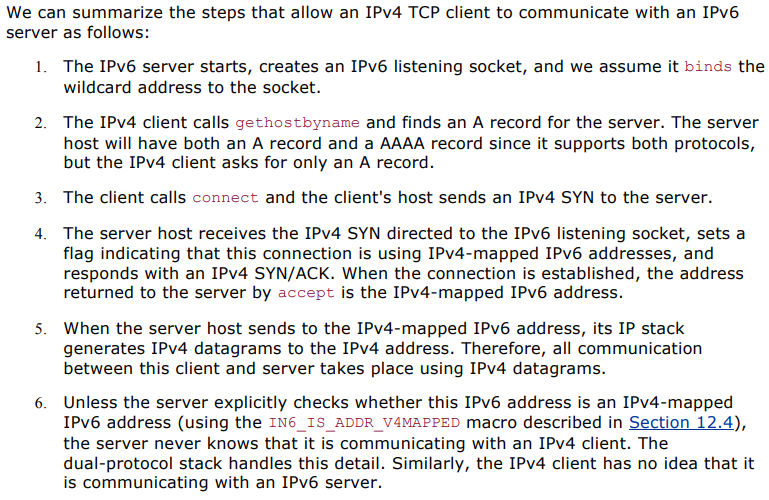 We can summarize the steps that allow an IPv4 TCP client to communicate with an IPv6
server as follows:
1. The IPv6 server starts, creates an IPv6 listening socket, and we assume it binds the
wildcard address to the socket.
2. The IPv4 client calls gethostbyname and finds an A record for the server. The server
host will have both an A record and a AAAA record since it supports both protocols,
but the IPv4 client asks for only an A record.
3. The client calls connect and the client's host sends an IPv4 SYN to the server.
4. The server host receives the IPv4 SYN directed to the IPv6 listening socket, sets a
flag indicating that this connection is using IPv4-mapped IPv6 addresses, and
responds with an IPv4 SYN/ACK. When the connection is established, the address
returned to the server by accept is the IPv4-mapped IPv6 address.
5. When the server host sends to the IPv4-mapped IPv6 address, its IP stack
generates IPv4 datagrams to the IPv4 address. Therefore, all communication
between this client and server takes place using IPv4 datagrams.
6. Unless the server explicitly checks whether this IPv6 address is an IPv4-mapped
IPv6 address (using the IN6_IS_ADDR_V4MAPPED macro described in Section 12.4),
the server never knows that it is communicating with an IPv4 client. The
dual-protocol stack handles this detail. Similarly, the IPv4 client has no idea that it
is communicating with an IPv6 server.